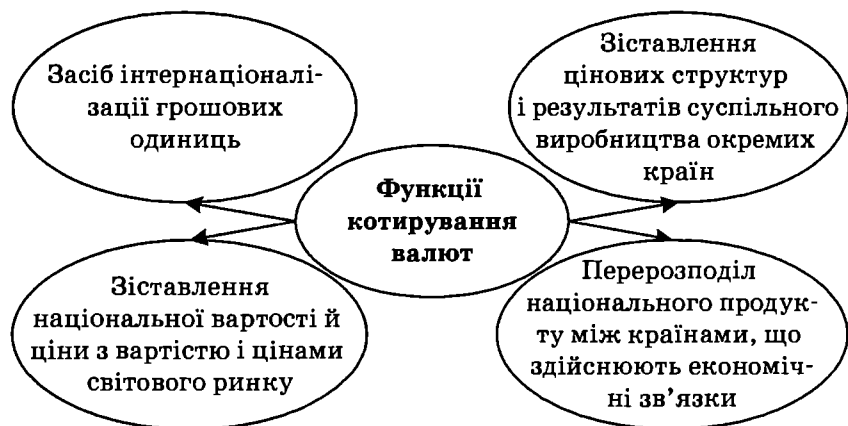 Засіб інтернаціоналі-
зації грошових
одиниць
Зіставлення
цінових структур
і результатів суспільного
виробництва окремих
країн
Функції
котирування
валют
Зіставлення
національної вартості й
ціни з вартістю і цінами
світового ринку
Перерозподіл
національного продук-
ту між країнами, що
здійснюють економіч-
ні зв’язки